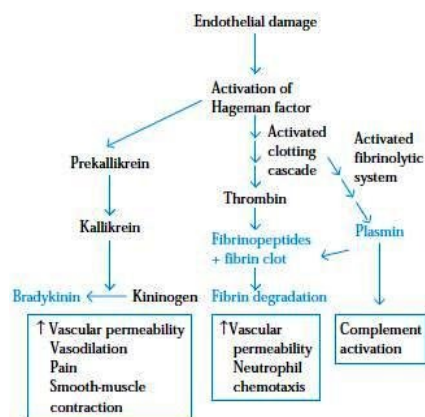 Endothelial damage
Activation of
Hageman factor
Activated
clotting
cascade
Activated
fibrinolytic
system
Prekallikrein
Thrombin
Kallikrein
Fibrinopeptides
+ fibrin clot
Plasmin
Bradykinin
Kininogen
Fibrin degradation
↑ Vascular permeability
Vasodilation
Pain
Smooth-muscle
contraction
↑ Vascular
permeability
Neutrophil
chemotaxis
Complement
activation